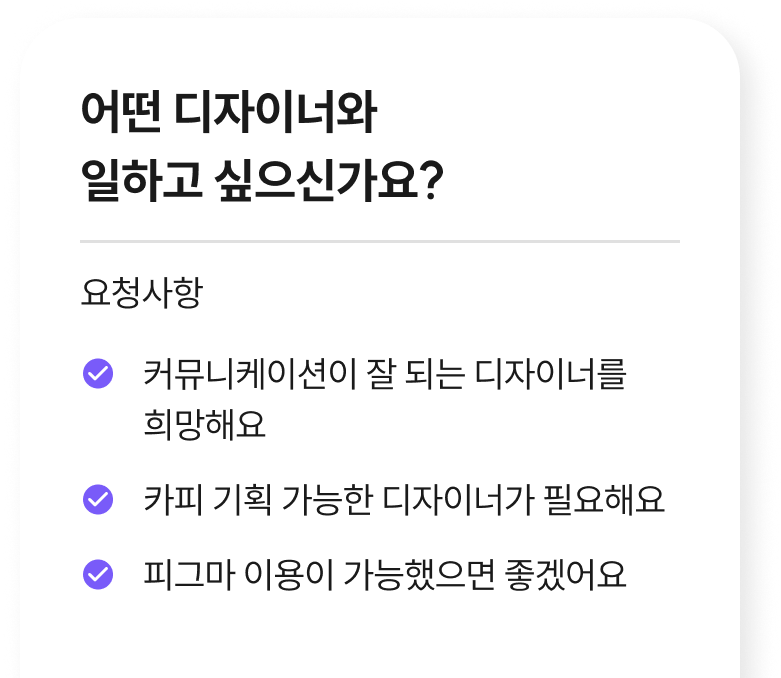 어떤 디자이너와
일하고 싶으신가요?
요청사항
커뮤니케이션이 잘 되는 디자이너를
희망해요
카피 기획 가능한 디자이너가 필요해요
피그마 이용이 가능했으면 좋겠어요